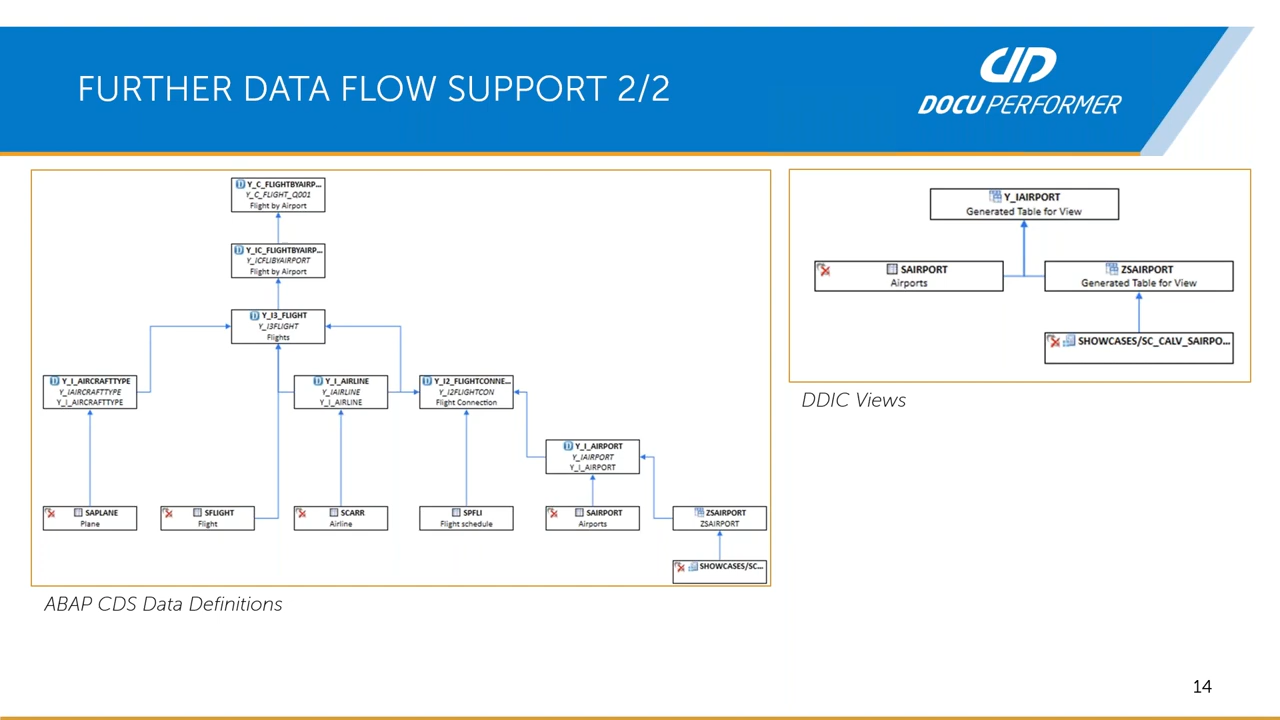 FURTHER DATA FLOW SUPPORT 2/2
DOCU PERFORMER
Y_C_FLIGHTBYAIRP...
Y_C_FLIGHT_Q001
Flight by Airport
Y_IC_FLIGHTBYAIRP...
Y_ICFLIBYAIRPORT
Flight by Airport
Y_I3_FLIGHT
Y_I3FLIGHT
Flights
Y_I_AIRCRAFTTYPE
Y_IAIRCRAFTTYPE
Y_I_AIRCRAFTTYPE
Y_I_AIRLINE
Y_IAIRLINE
Y_I_AIRLINE
Y_I2_FLIGHTCONNE...
Y_I2FLIGHTCON
Flight Connection
Y_I_AIRPORT
Y_IAIRPORT
Y_I_AIRPORT
SAPLANE
Plane
SFLIGHT
Flight
SCARR
Airline
SPFLI
Flight schedule
SAIRPORT
Airports
ZSAIRPORT
ZSAIRPORT
SHOWCASES/SC...
ABAP CDS Data Definitions
Y_IAIRPORT
Generated Table for View
SAIRPORT
Airports
ZSAIRPORT
Generated Table for View
SHOWCASES/SC_CALV_SAIRPO...
DDIC Views
14